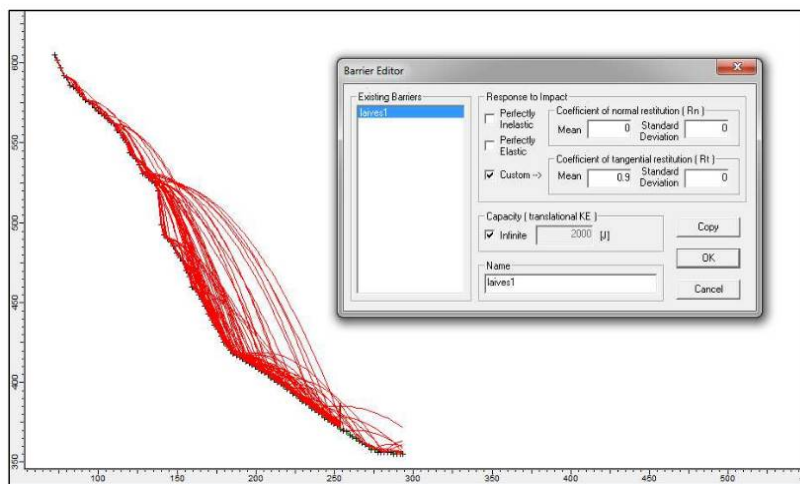 Barrier Editor
Existing Barriers
laives1
Response to Impact
Perfectly Inelastic
Perfectly Elastic
Custom -->
Coefficient of normal restitution ( Rn )
Mean 0 Standard Deviation 0
Coefficient of tangential restitution ( Rt )
Mean 0.9 Standard Deviation 0
Capacity ( translational KE )
Infinite 2000 [J]
Name
laives1
Copy
OK
Cancel
600
550
500
450
400
350
100 150 200 250 300 350 400 450 500